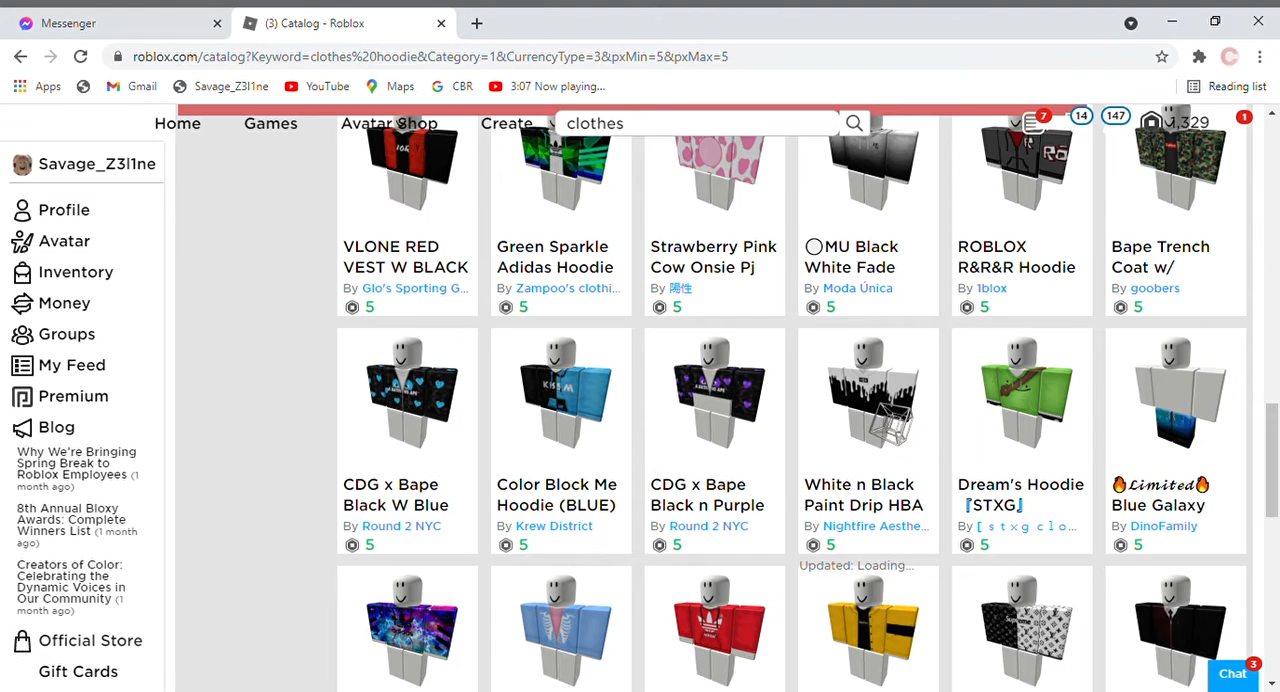 Messenger
(3) Catalog - Roblox
roblox.com/catalog?Keyword=clothes%20hoodie&Category=1&CurrencyType=3&pxMin=5&pxMax=5
Apps
Gmail
Savage_Z3l1ne
YouTube
Maps
CBR
3:07 Now playing...
Reading list
Home
Games
Avatar Shop
Create
clothes
7
14
147
1,329
1
Savage_Z3l1ne
Profile
Avatar
Inventory
Money
Groups
My Feed
Premium
Blog
Why We're Bringing
Spring Break to
Roblox Employees (1
month ago)
8th Annual Bloxy
Awards: Complete
Winners List (1 month
ago)
Creators of Color:
Celebrating the
Dynamic Voices in
Our Community (1
month ago)
Official Store
Gift Cards
VLONE RED
VEST W BLACK
By Glo's Sporting G...
5
Green Sparkle
Adidas Hoodie
By Zampoo's clothi...
5
Strawberry Pink
Cow Onsie Pj
By 陽性
5
◯MU Black
White Fade
By Moda Única
5
ROBLOX
R&R&R Hoodie
By 1blox
5
Bape Trench
Coat w/
By goobers
5
CDG x Bape
Black W Blue
By Round 2 NYC
5
Color Block Me
Hoodie (BLUE)
By Krew District
5
CDG x Bape
Black n Purple
By Round 2 NYC
5
White n Black
Paint Drip HBA
By Nightfire Aesthe...
5
Updated: Loading...
Dream's Hoodie
『STXG』
By [ s t x g c l o...
5
🔥𝓛𝓲𝓶𝓲𝓽𝓮𝓭🔥
Blue Galaxy
By DinoFamily
5
Supreme
Chat
3